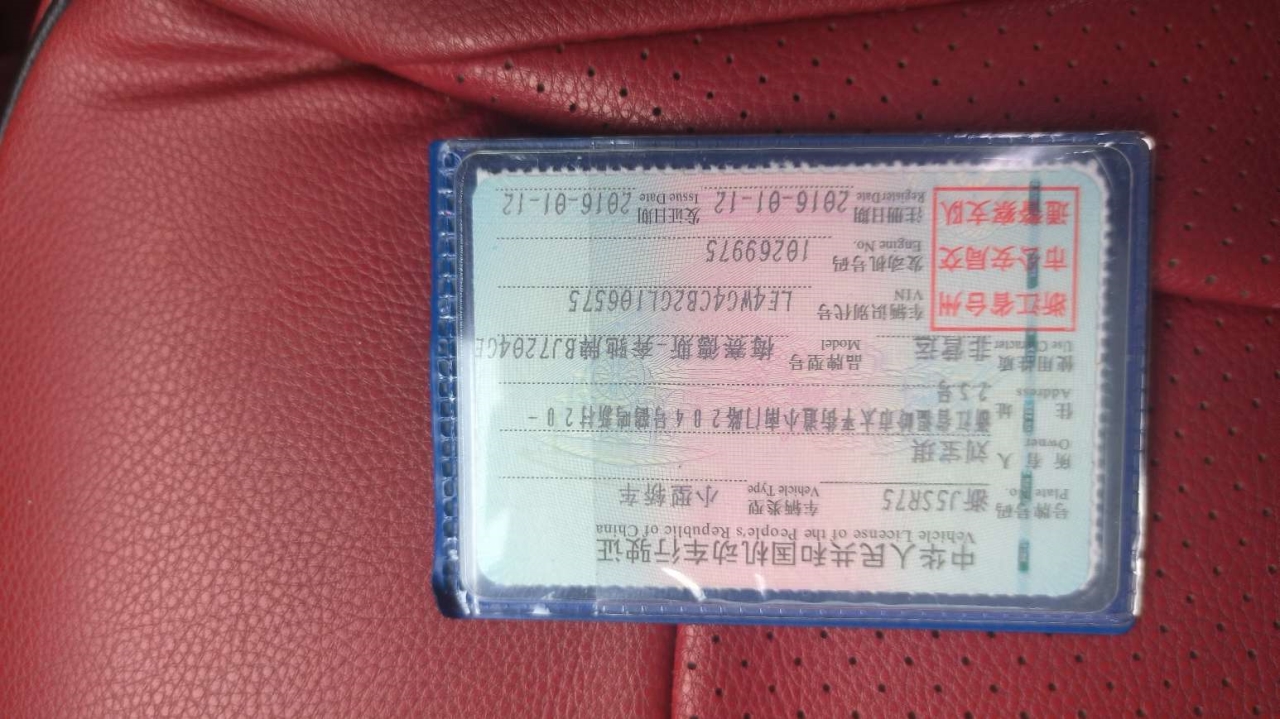 中华人民共和国机动车行驶证
Vehicle License of the People's Republic of China
号牌号码 浙J5SR75 车辆类型 小型轿车
Plate No. Vehicle Type
所有人 刘宝琪
Owner
住址 浙江省温岭市太平街道小南门路204号鹤鸣新村20-
Address 23号
使用性质 非营运 品牌型号 梅赛德斯-奔驰牌BJ7204GE
Use Character Model
浙江省台州
市公安局交
通警察支队
车辆识别代号 LE4WG4CB2GL106575
VIN
发动机号码 10269975
Engine No.
注册日期 2016-01-12 发证日期 2016-01-12
Register Date Issue Date